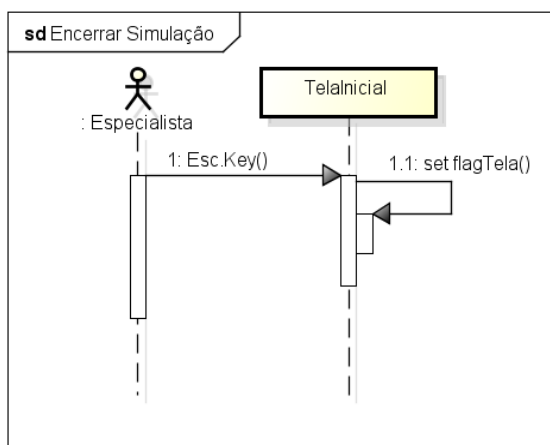 sd Encerrar Simulação
TelaInicial
: Especialista
1: Esc.Key()
1.1: set flagTela()